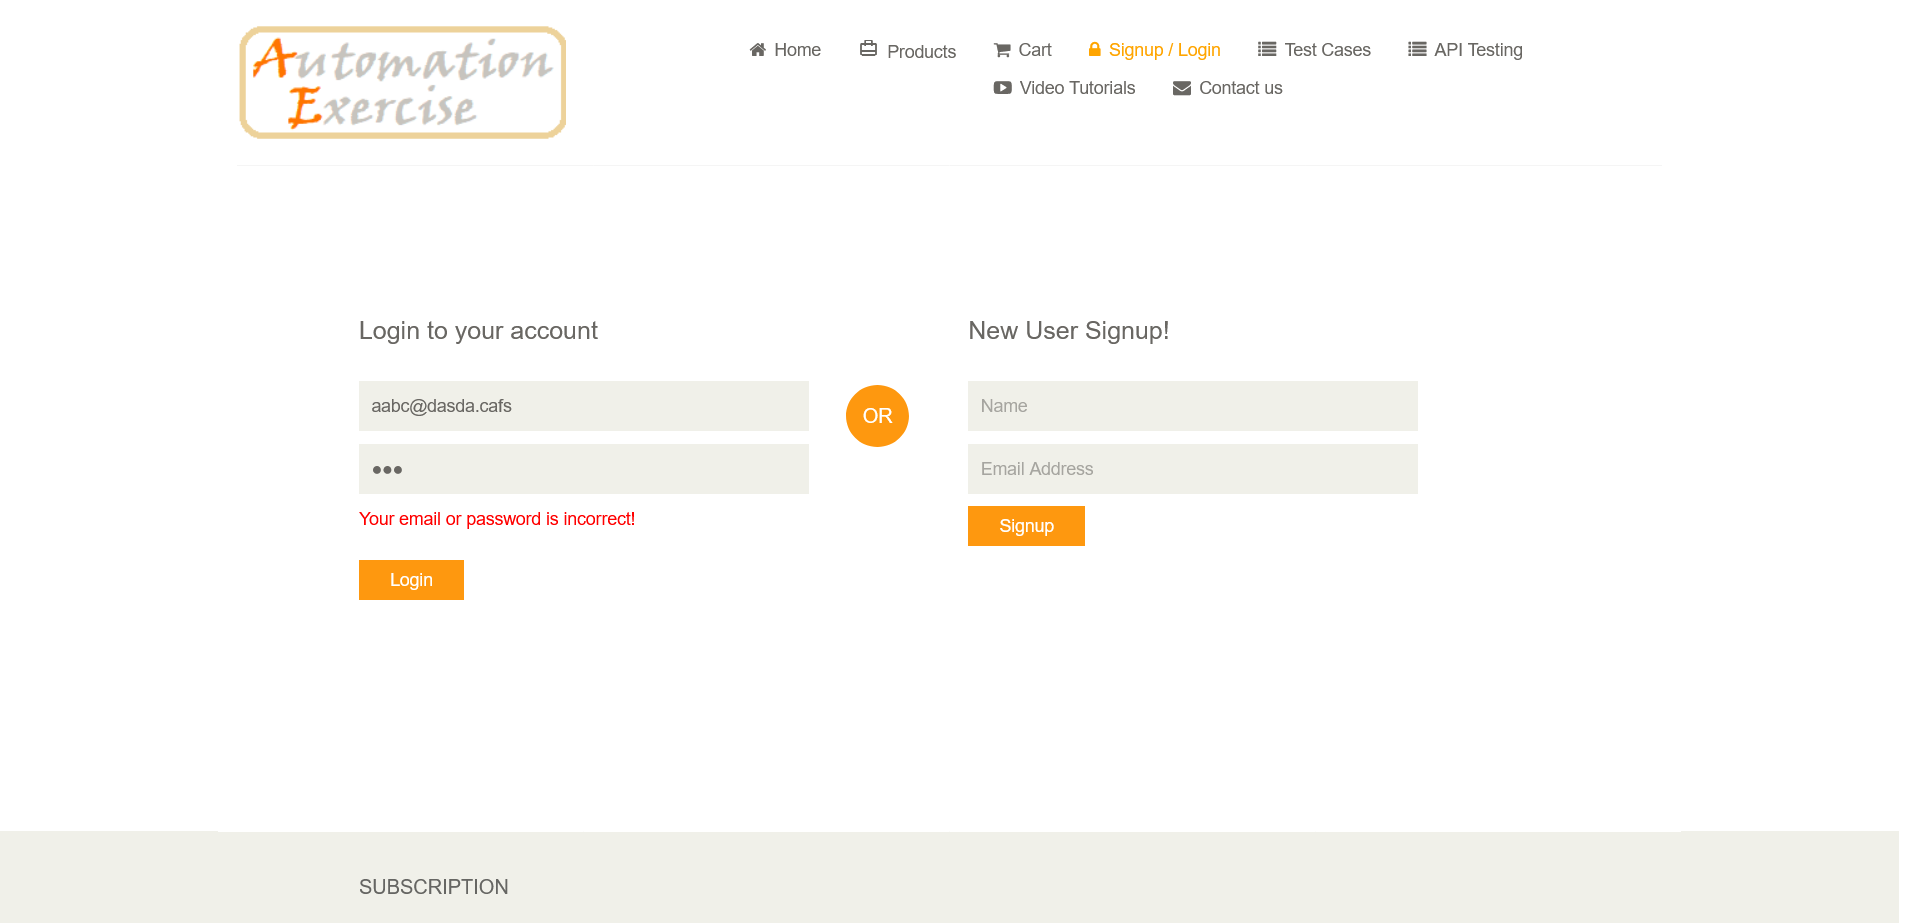 Automation
Exercise
Home Products Cart Signup / Login Test Cases API Testing
Video Tutorials Contact us
Login to your account
aabc@dasda.cafs
•••
Your email or password is incorrect!
Login
OR
New User Signup!
Name
Email Address
Signup
SUBSCRIPTION